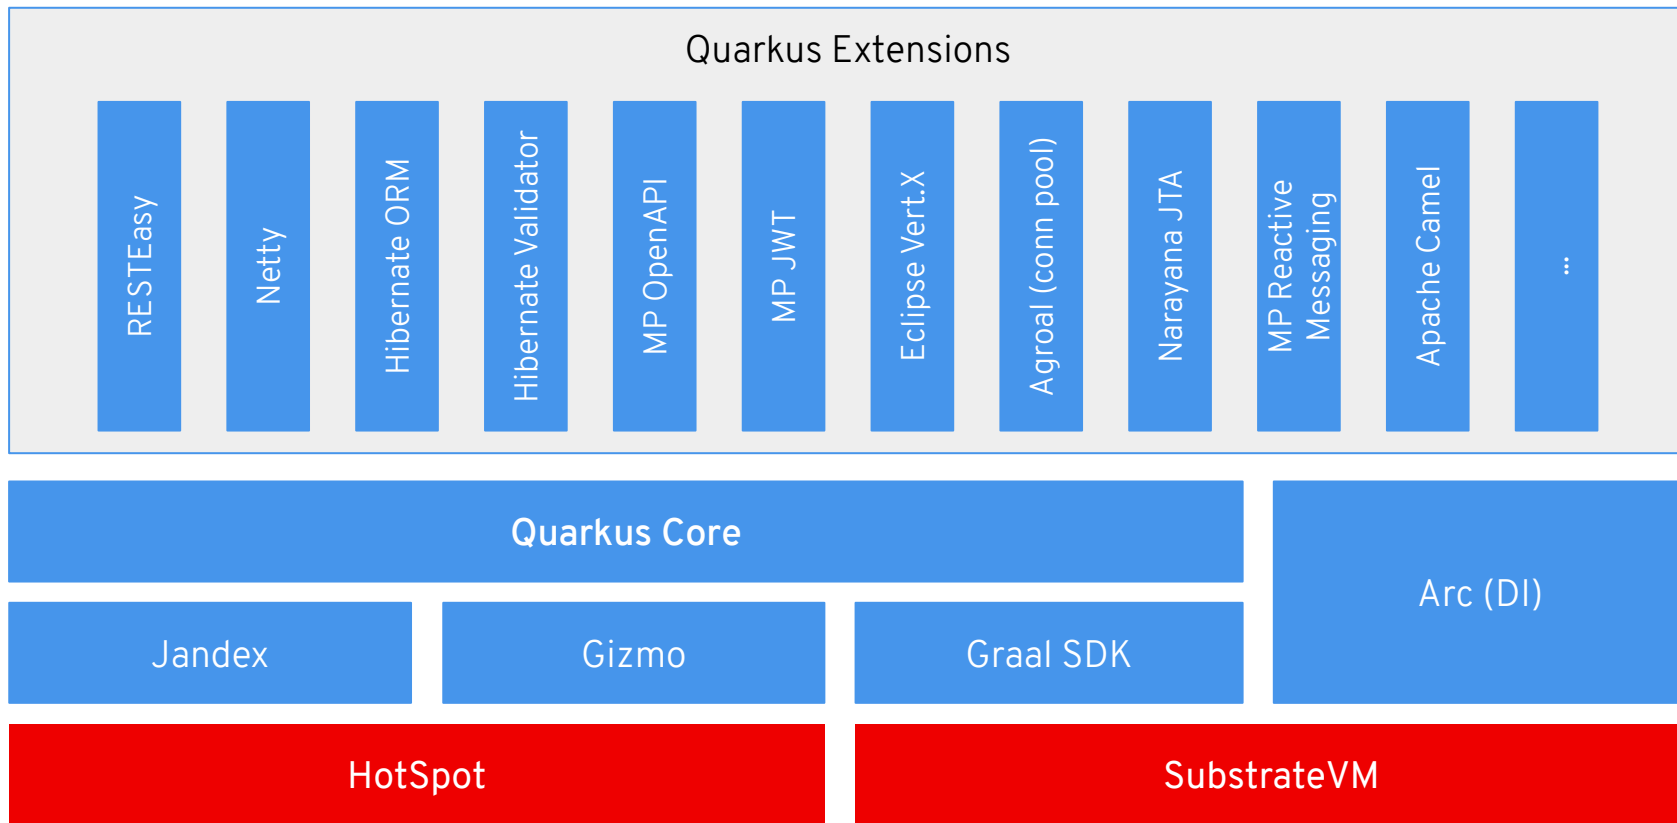 Quarkus Extensions
RESTEasy
Netty
Hibernate ORM
Hibernate Validator
MP OpenAPI
MP JWT
Eclipse Vert.X
Agroal (conn pool)
Narayana JTA
MP Reactive
Messaging
Apache Camel
...
Quarkus Core
Arc (DI)
Jandex
Gizmo
Graal SDK
HotSpot
SubstrateVM